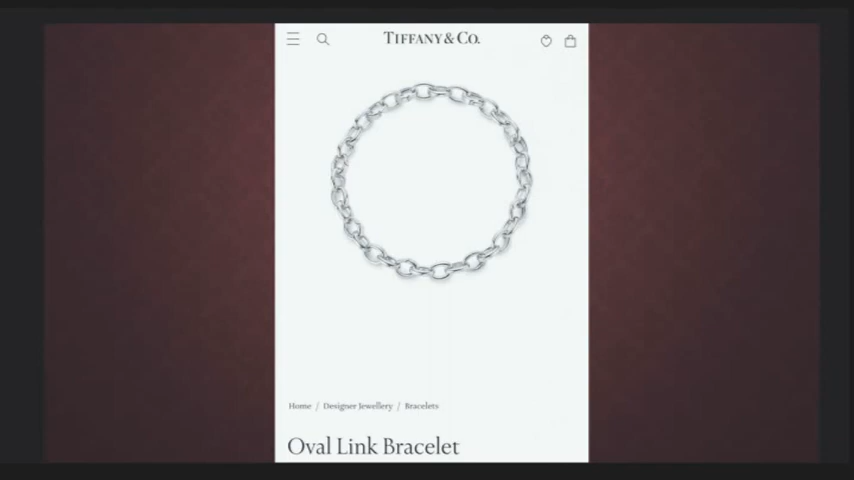 TIFFANY & CO.
Home / Designer Jewellery / Bracelets
Oval Link Bracelet